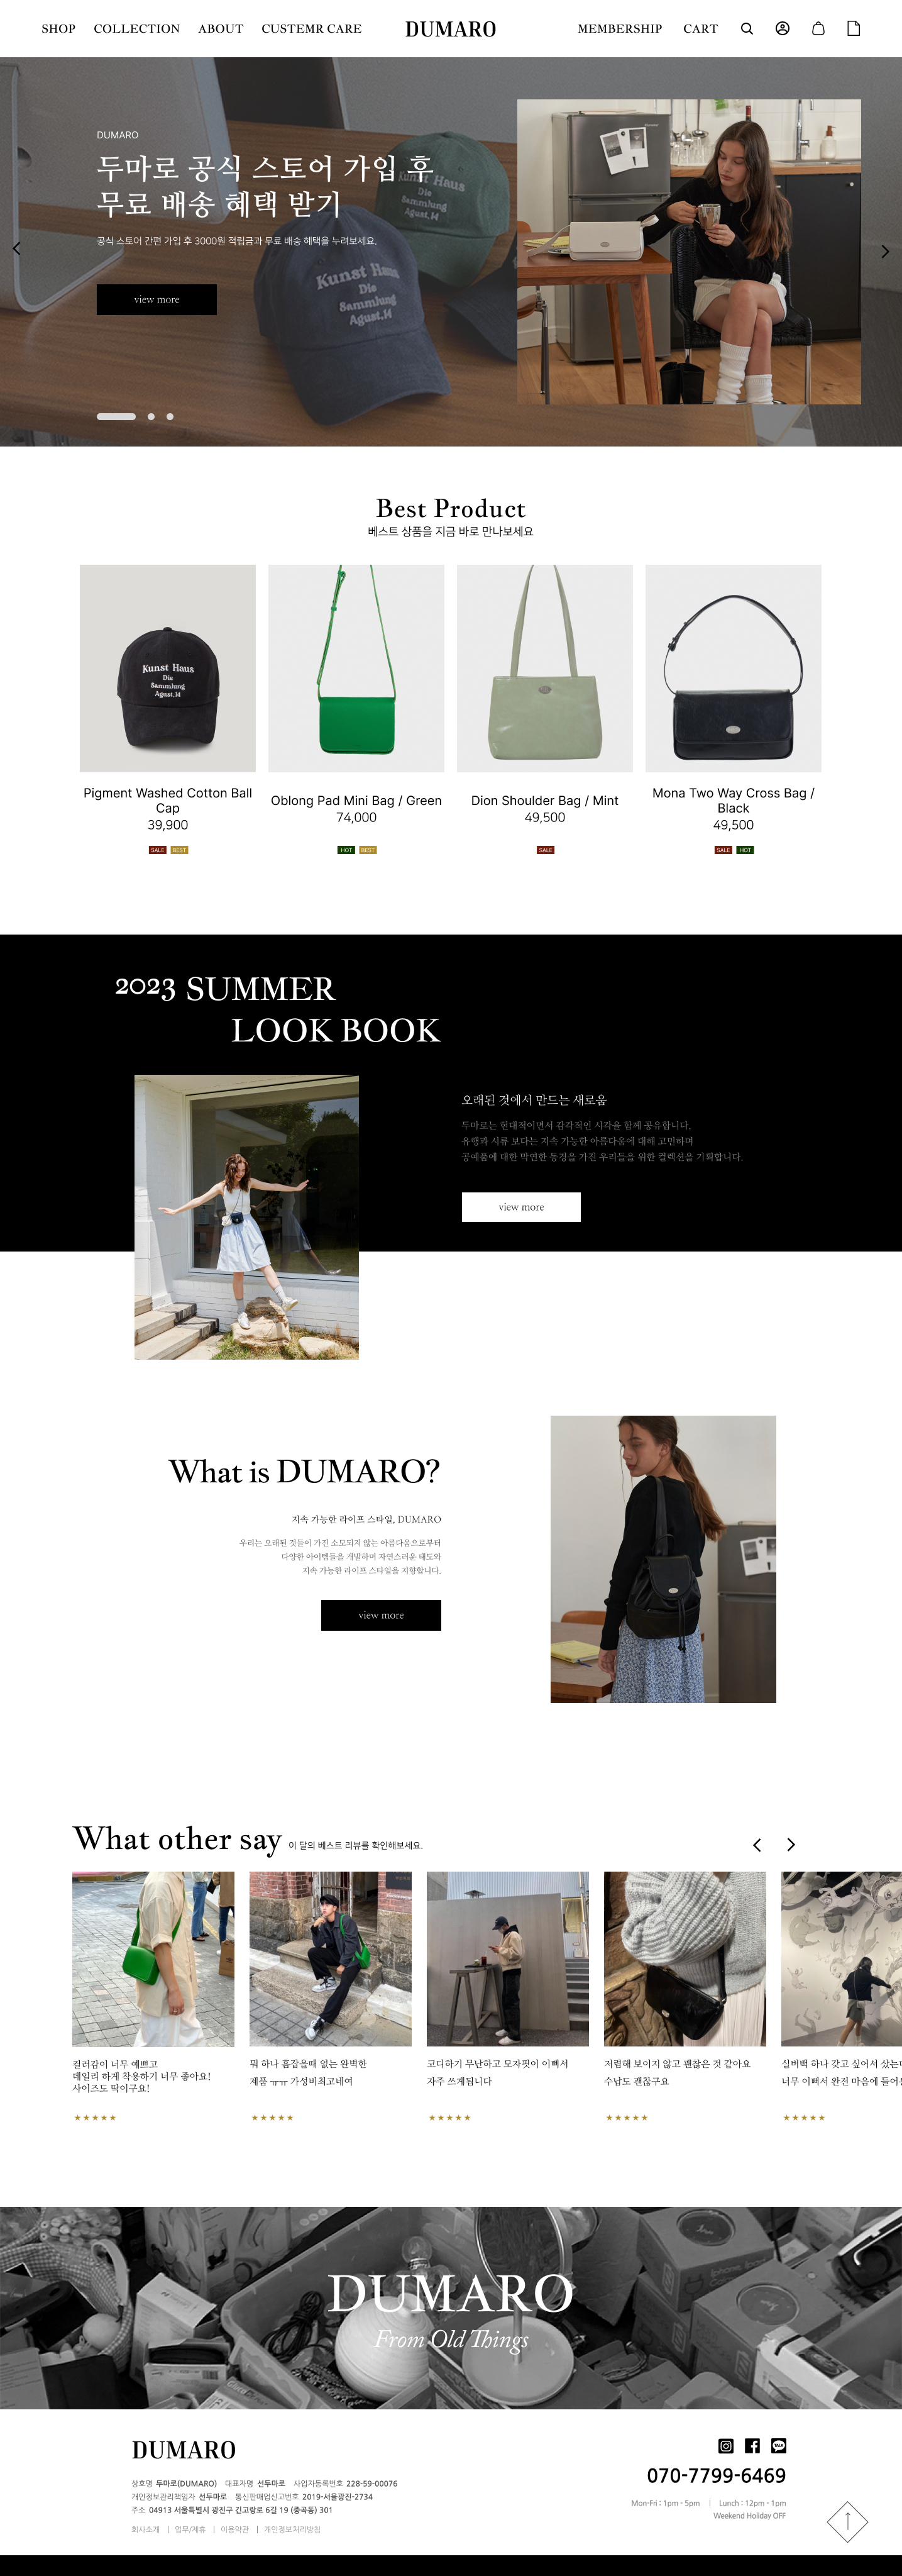 SHOP COLLECTION ABOUT CUSTEMR CARE DUMARO MEMBERSHIP CART
DUMARO
두마로 공식 스토어 가입 후
무료 배송 혜택 받기
공식 스토어 간편 가입 후 3000원 적립금과 무료 배송 혜택을 누려보세요.
view more
Kunst Haus
Die
Sammlung
Agust.14
Kunst Haus
Die
Sammlung
Agust.14
Best Product
베스트 상품을 지금 바로 만나보세요
Kunst Haus
Die
Sammlung
Agust.14
Pigment Washed Cotton Ball
Cap
39,900
SALE BEST
Oblong Pad Mini Bag / Green
74,000
HOT BEST
Dion Shoulder Bag / Mint
49,500
SALE
Mona Two Way Cross Bag /
Black
49,500
SALE HOT
2023 SUMMER
LOOK BOOK
오래된 것에서 만드는 새로움
두마로는 현대적이면서 감각적인 시각을 함께 공유합니다.
유행과 시류 보다는 지속 가능한 아름다움에 대해 고민하며
공예품에 대한 막연한 동경을 가진 우리들을 위한 컬렉션을 기획합니다.
view more
What is DUMARO?
지속 가능한 라이프 스타일, DUMARO
우리는 오래된 것들이 가진 소모되지 않는 아름다움으로부터
다양한 아이템들을 개발하며 자연스러운 태도와
지속 가능한 라이프 스타일을 지향합니다.
view more
What other say 이 달의 베스트 리뷰를 확인해보세요.
컬러감이 너무 예쁘고
데일리 하게 착용하기 너무 좋아요!
사이즈도 딱이구요!
★★★★★
뭐 하나 흠잡을때 없는 완벽한
제품 ㅠㅠ 가성비최고네여
★★★★★
코디하기 무난하고 모자핏이 이뻐서
자주 쓰게됩니다
★★★★★
저렴해 보이지 않고 괜찮은 것 같아요
수납도 괜찮구요
★★★★★
실버백 하나 갖고 싶어서 샀는데
너무 이뻐서 완전 마음에 들어
★★★★★
DUMARO
From Old Things
DUMARO
상호명 두마로(DUMARO) 대표자명 선두마로 사업자등록번호 228-59-00076
개인정보관리책임자 선두마로 통신판매업신고번호 2019-서울광진-2734
주소 04913 서울특별시 광진구 긴고랑로 6길 19 (중곡동) 301
회사소개 | 업무/제휴 | 이용약관 | 개인정보처리방침
TALK
070-7799-6469
Mon-Fri : 1pm - 5pm | Lunch : 12pm - 1pm
Weekend Holiday OFF